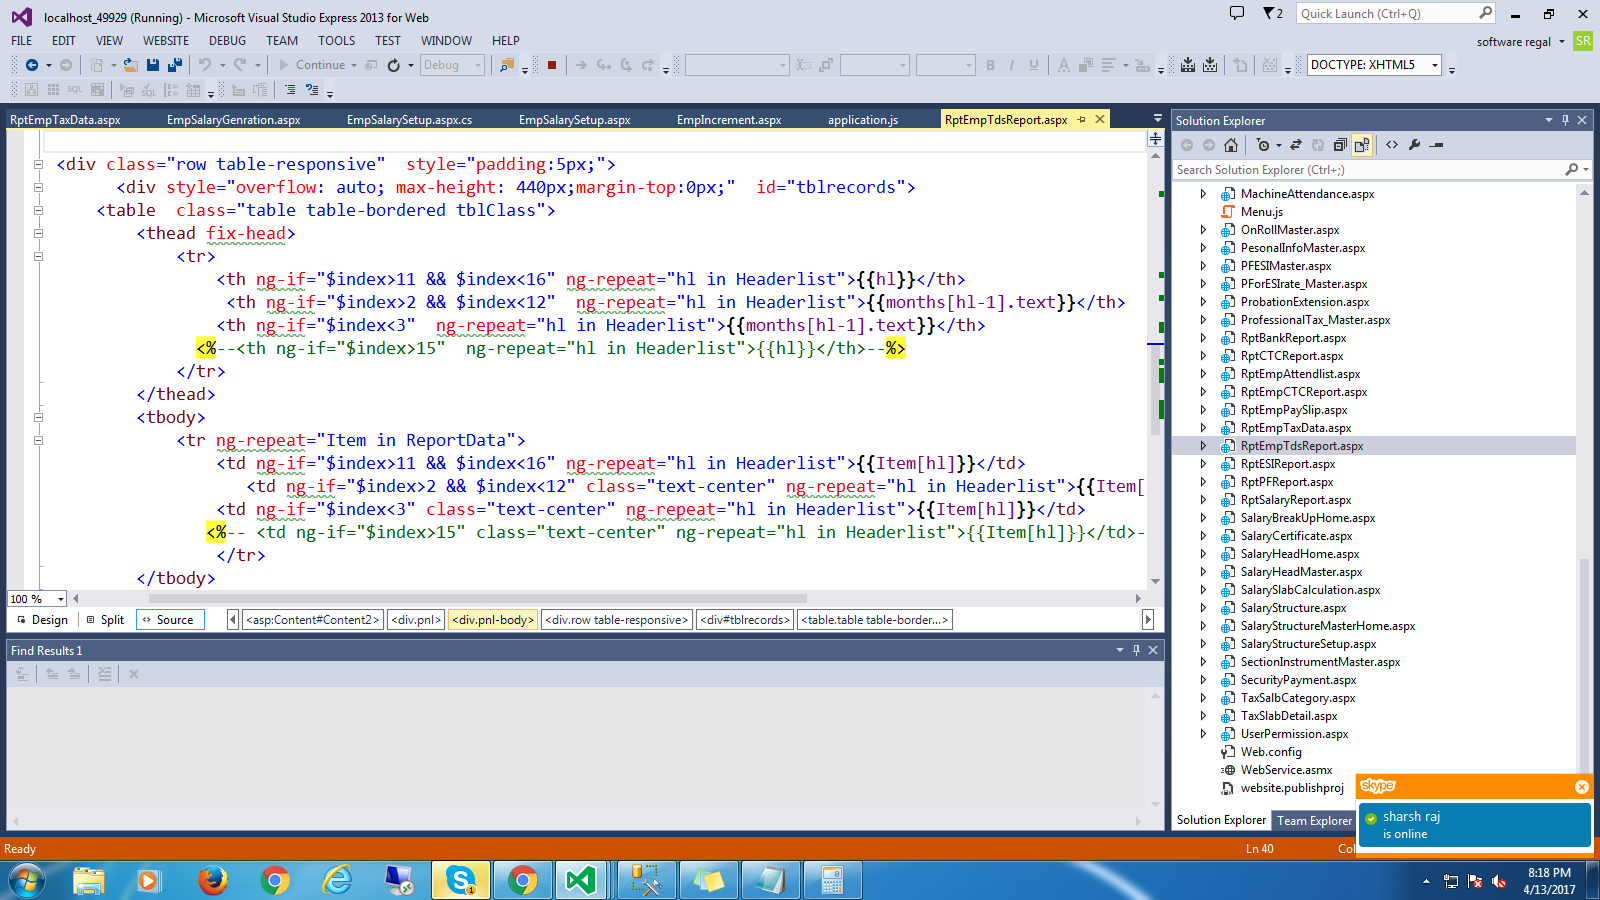 localhost_49929 (Running) - Microsoft Visual Studio Express 2013 for Web
2
Quick Launch (Ctrl+Q)
FILE EDIT VIEW WEBSITE DEBUG TEAM TOOLS TEST WINDOW HELP
software regal SR
Continue Debug DOCTYPE: XHTML5
B I U A
SQL SQL
RptEmpTaxData.aspx EmpSalaryGenration.aspx EmpSalarySetup.aspx.cs EmpSalarySetup.aspx EmpIncrement.aspx application.js RptEmpTdsReport.aspx
<div class="row table-responsive"  style="padding:5px;">
<div style="overflow: auto; max-height: 440px;margin-top:0px;"  id="tblrecords">
<table  class="table table-bordered tblClass">
<thead fix-head>
<tr>
<th ng-if="$index>11 && $index<16" ng-repeat="hl in Headerlist">{{hl}}</th>
<th ng-if="$index>2 && $index<12"  ng-repeat="hl in Headerlist">{{months[hl-1].text}}</th>
<th ng-if="$index<3"  ng-repeat="hl in Headerlist">{{months[hl-1].text}}</th>
<%--<th ng-if="$index>15"  ng-repeat="hl in Headerlist">{{hl}}</th>--%>
</tr>
</thead>
<tbody>
<tr ng-repeat="Item in ReportData">
<td ng-if="$index>11 && $index<16" ng-repeat="hl in Headerlist">{{Item[hl]}}</td>
<td ng-if="$index>2 && $index<12" class="text-center" ng-repeat="hl in Headerlist">{{Item[
<td ng-if="$index<3" class="text-center" ng-repeat="hl in Headerlist">{{Item[hl]}}</td>
<%-- <td ng-if="$index>15" class="text-center" ng-repeat="hl in Headerlist">{{Item[hl]}}</td>-
</tr>
</tbody>
100 %
Design Split Source <asp:Content#Content2> <div.pnl> <div.pnl-body> <div.row table-responsive> <div#tblrecords> <table.table table-border...>
Find Results 1
Solution Explorer
Search Solution Explorer (Ctrl+;)
MachineAttendance.aspx
Menu.js
OnRollMaster.aspx
PesonalInfoMaster.aspx
PFESIMaster.aspx
PForESIrate_Master.aspx
ProbationExtension.aspx
ProfessionalTax_Master.aspx
RptBankReport.aspx
RptCTCReport.aspx
RptEmpAttendlist.aspx
RptEmpCTCReport.aspx
RptEmpPaySlip.aspx
RptEmpTaxData.aspx
RptEmpTdsReport.aspx
RptESIReport.aspx
RptPFReport.aspx
RptSalaryReport.aspx
SalaryBreakUpHome.aspx
SalaryCertificate.aspx
SalaryHeadHome.aspx
SalaryHeadMaster.aspx
SalarySlabCalculation.aspx
SalaryStructure.aspx
SalaryStructureMasterHome.aspx
SalaryStructureSetup.aspx
SectionInstrumentMaster.aspx
SecurityPayment.aspx
TaxSalbCategory.aspx
TaxSlabDetail.aspx
UserPermission.aspx
Web.config
WebService.asmx
website.publishproj
Solution Explorer Team Explorer
skype
sharsh raj
is online
Ready Ln 40 Col
1
8:18 PM
4/13/2017